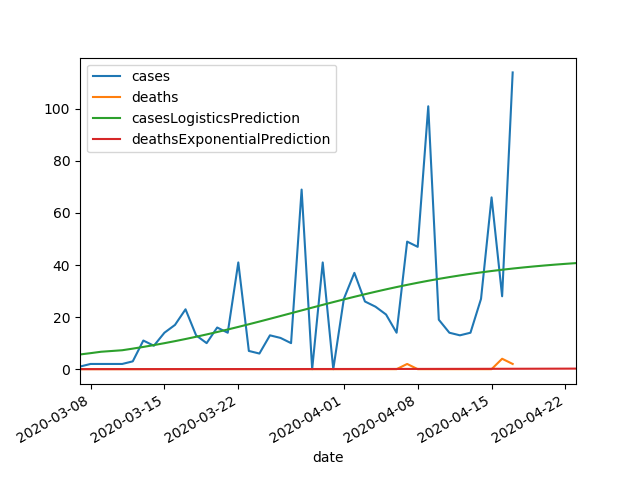 cases
deaths
casesLogisticsPrediction
deathsExponentialPrediction
100
80
60
40
20
0
2020-03-08 2020-03-15 2020-03-22 2020-04-01 2020-04-08 2020-04-15 2020-04-22
date